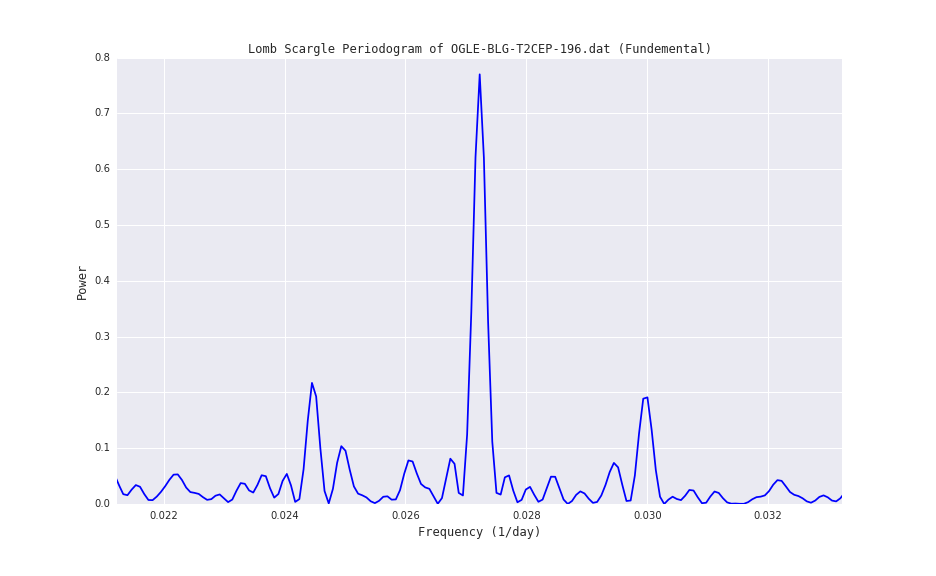 Lomb Scargle Periodogram of OGLE-BLG-T2CEP-196.dat (Fundemental)
0.8
0.7
0.6
0.5
0.4
0.3
0.2
0.1
0.0
Power
0.022 0.024 0.026 0.028 0.030 0.032
Frequency (1/day)